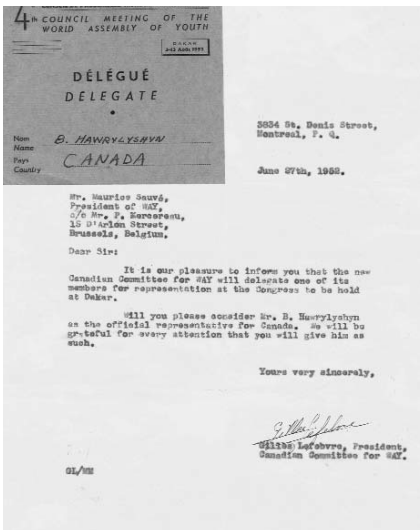 4th COUNCIL MEETING OF THE
WORLD ASSEMBLY OF YOUTH
DAKAR
DÉLÉGUÉ
DELEGATE
Nom
Name
B. HAWRYLYSHYN
Pays
Country
CANADA
3834 St. Denis Street,
Montreal, P. Q.
June 27th, 1952.
Mr. Maurice Sauvé,
President of WAY,
c/o Mr. P. Mercereau,
15 D'Arlon Street,
Brussels, Belgium.
Dear Sir:
It is our pleasure to inform you that the new
Canadian Committee for WAY will delegate one of its
members for representation at the Congress to be held
at Dakar.
Will you please consider Mr. B. Hawrylyshyn
as the official representative for Canada. We will be
grateful for every attention that you will give him as
such.
Yours very sincerely,
Gilles Lefebvre, President,
Canadian Committee for WAY.
GL/MM